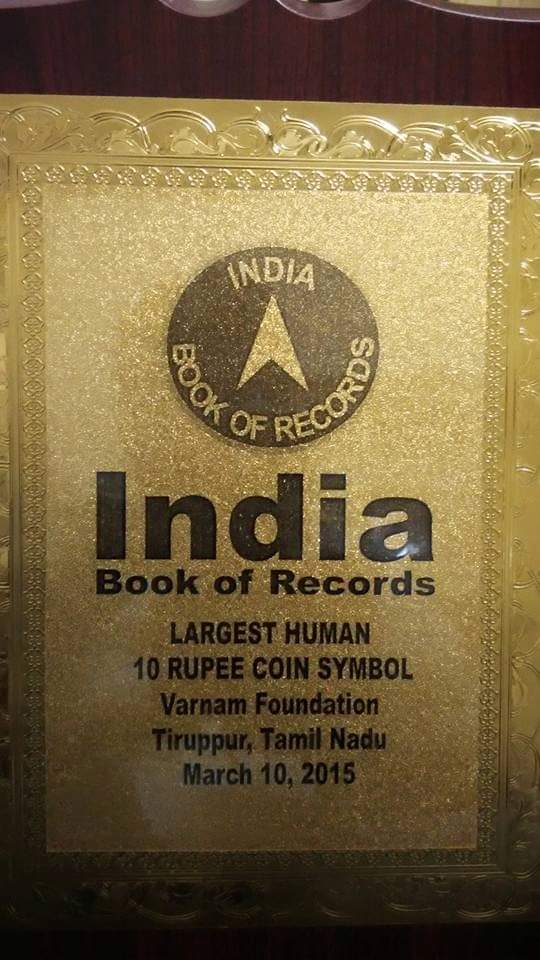 INDIA
BOOK OF RECORDS
India
Book of Records
LARGEST HUMAN
10 RUPEE COIN SYMBOL
Varnam Foundation
Tiruppur, Tamil Nadu
March 10, 2015